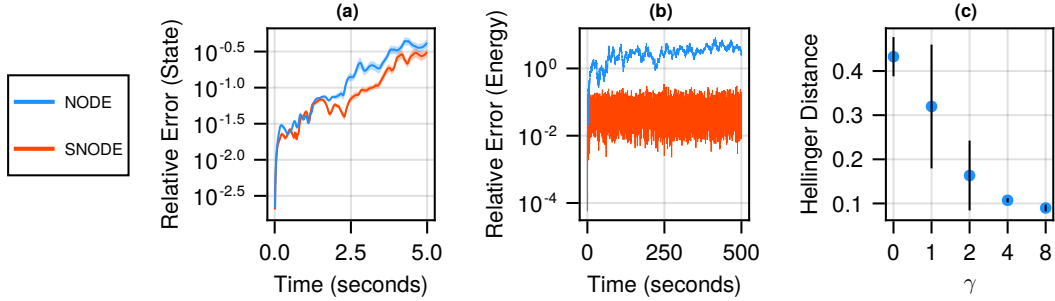 NODE
SNODE
(a)
Relative Error (State)
10^-0.5
10^-1.0
10^-1.5
10^-2.0
10^-2.5
0.0 2.5 5.0
Time (seconds)
(b)
Relative Error (Energy)
10^0
10^-2
10^-4
0 250 500
Time (seconds)
(c)
Hellinger Distance
0.4
0.3
0.2
0.1
0 1 2 4 8
γ